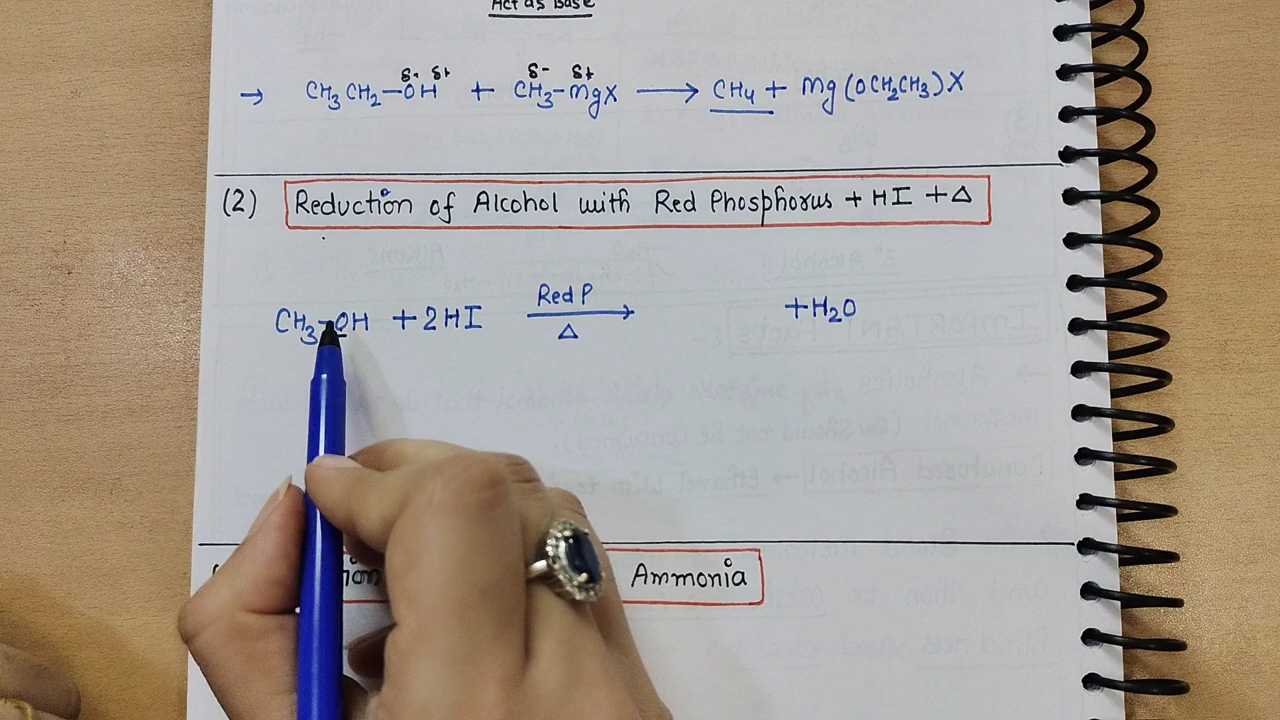 Act as Base
→ CH₃CH₂–OH + CH₃–MgX ⟶ CH₄ + Mg(OCH₂CH₃)X
δ- δ+ δ- δ+
(2) Reduction of Alcohol with Red Phosphorus + HI + Δ
CH₃–OH + 2HI Red P → Δ + H₂O
Ammonia